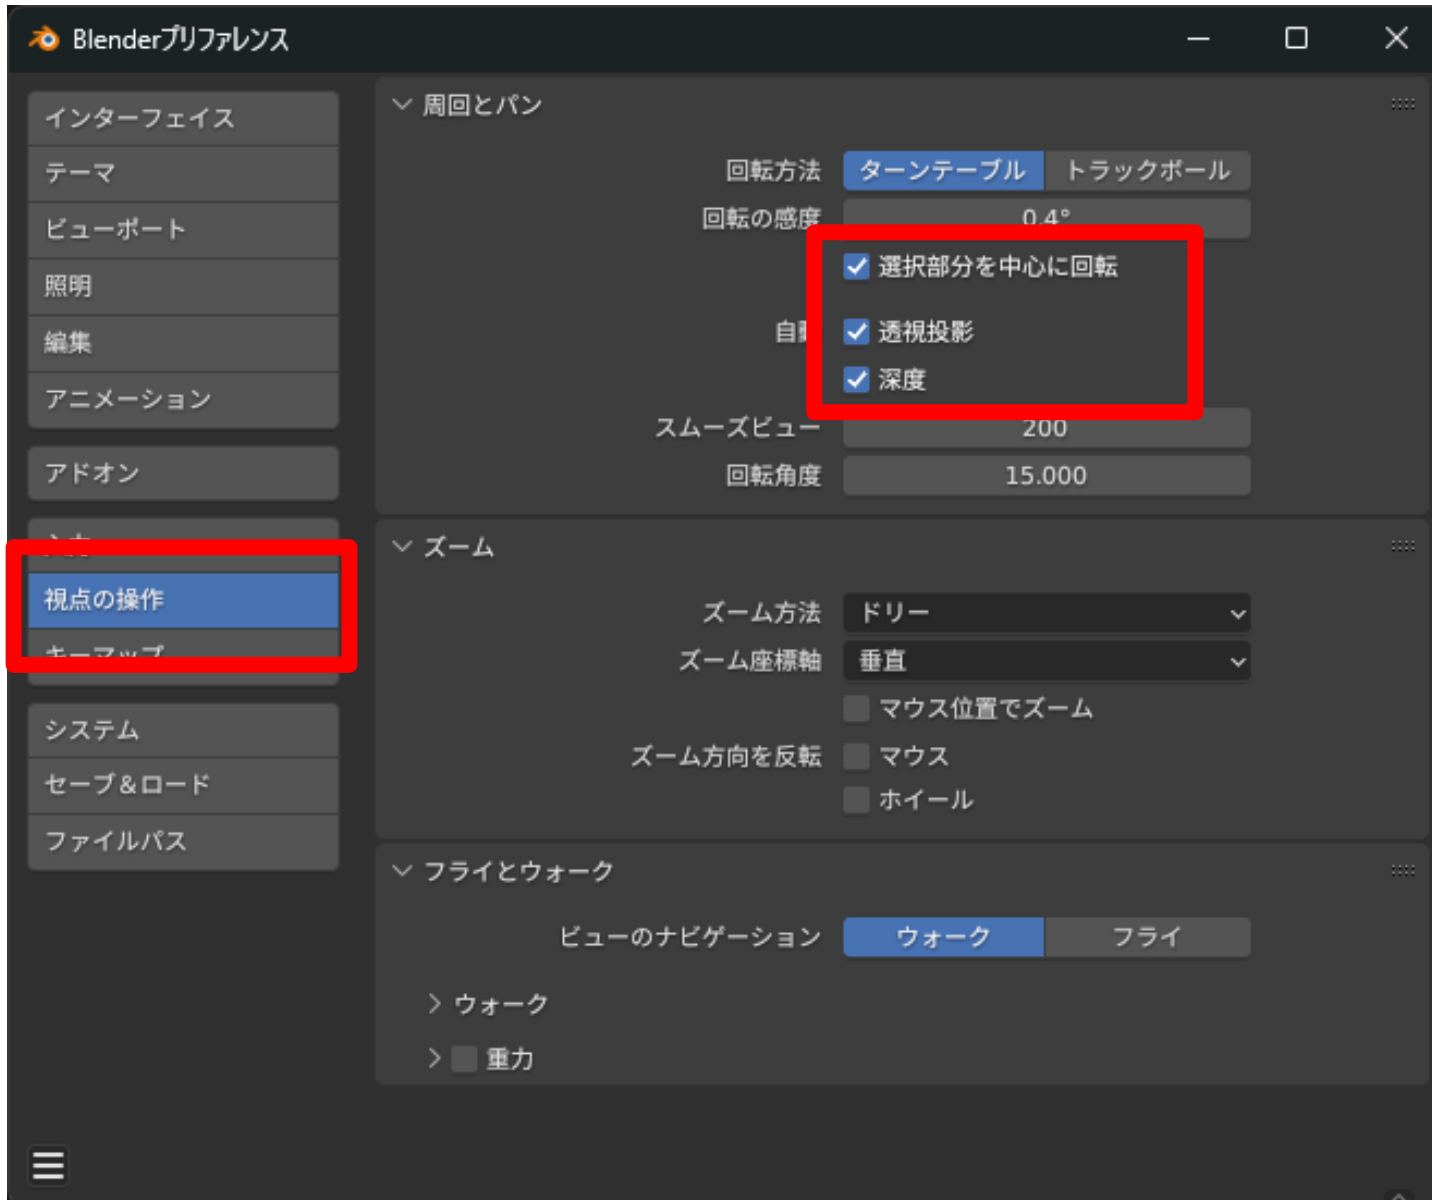 Blenderプリファレンス
インターフェイス
テーマ
ビューポート
照明
編集
アニメーション
アドオン
視点の操作
キーマップ
システム
セーブ&ロード
ファイルパス
周回とパン
回転方法 ターンテーブル トラックボール
回転の感度 0.4°
選択部分を中心に回転
透視投影
深度
スムーズビュー 200
回転角度 15.000
ズーム
ズーム方法 ドリー
ズーム座標軸 垂直
マウス位置でズーム
ズーム方向を反転 マウス
ホイール
フライとウォーク
ビューのナビゲーション ウォーク フライ
ウォーク
重力